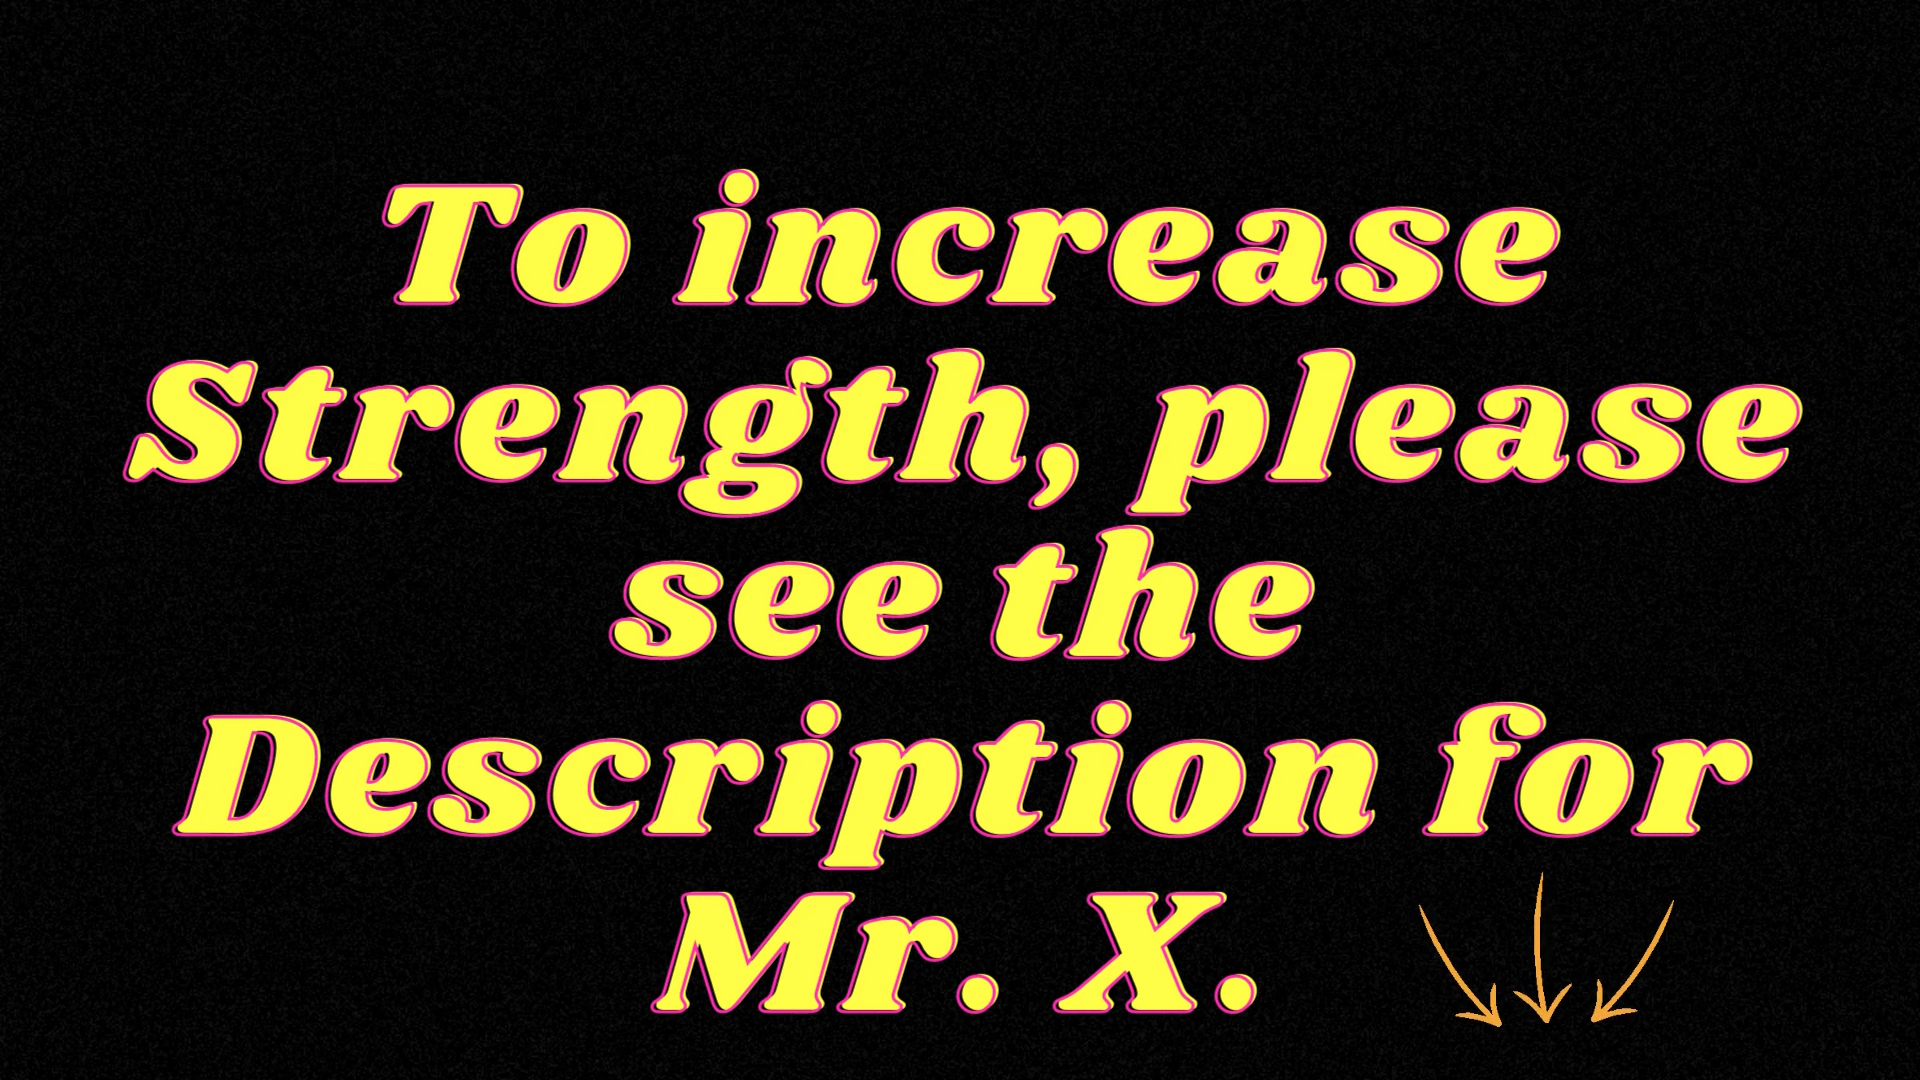 To increase
Strength, please
see the
Description for
Mr. X.